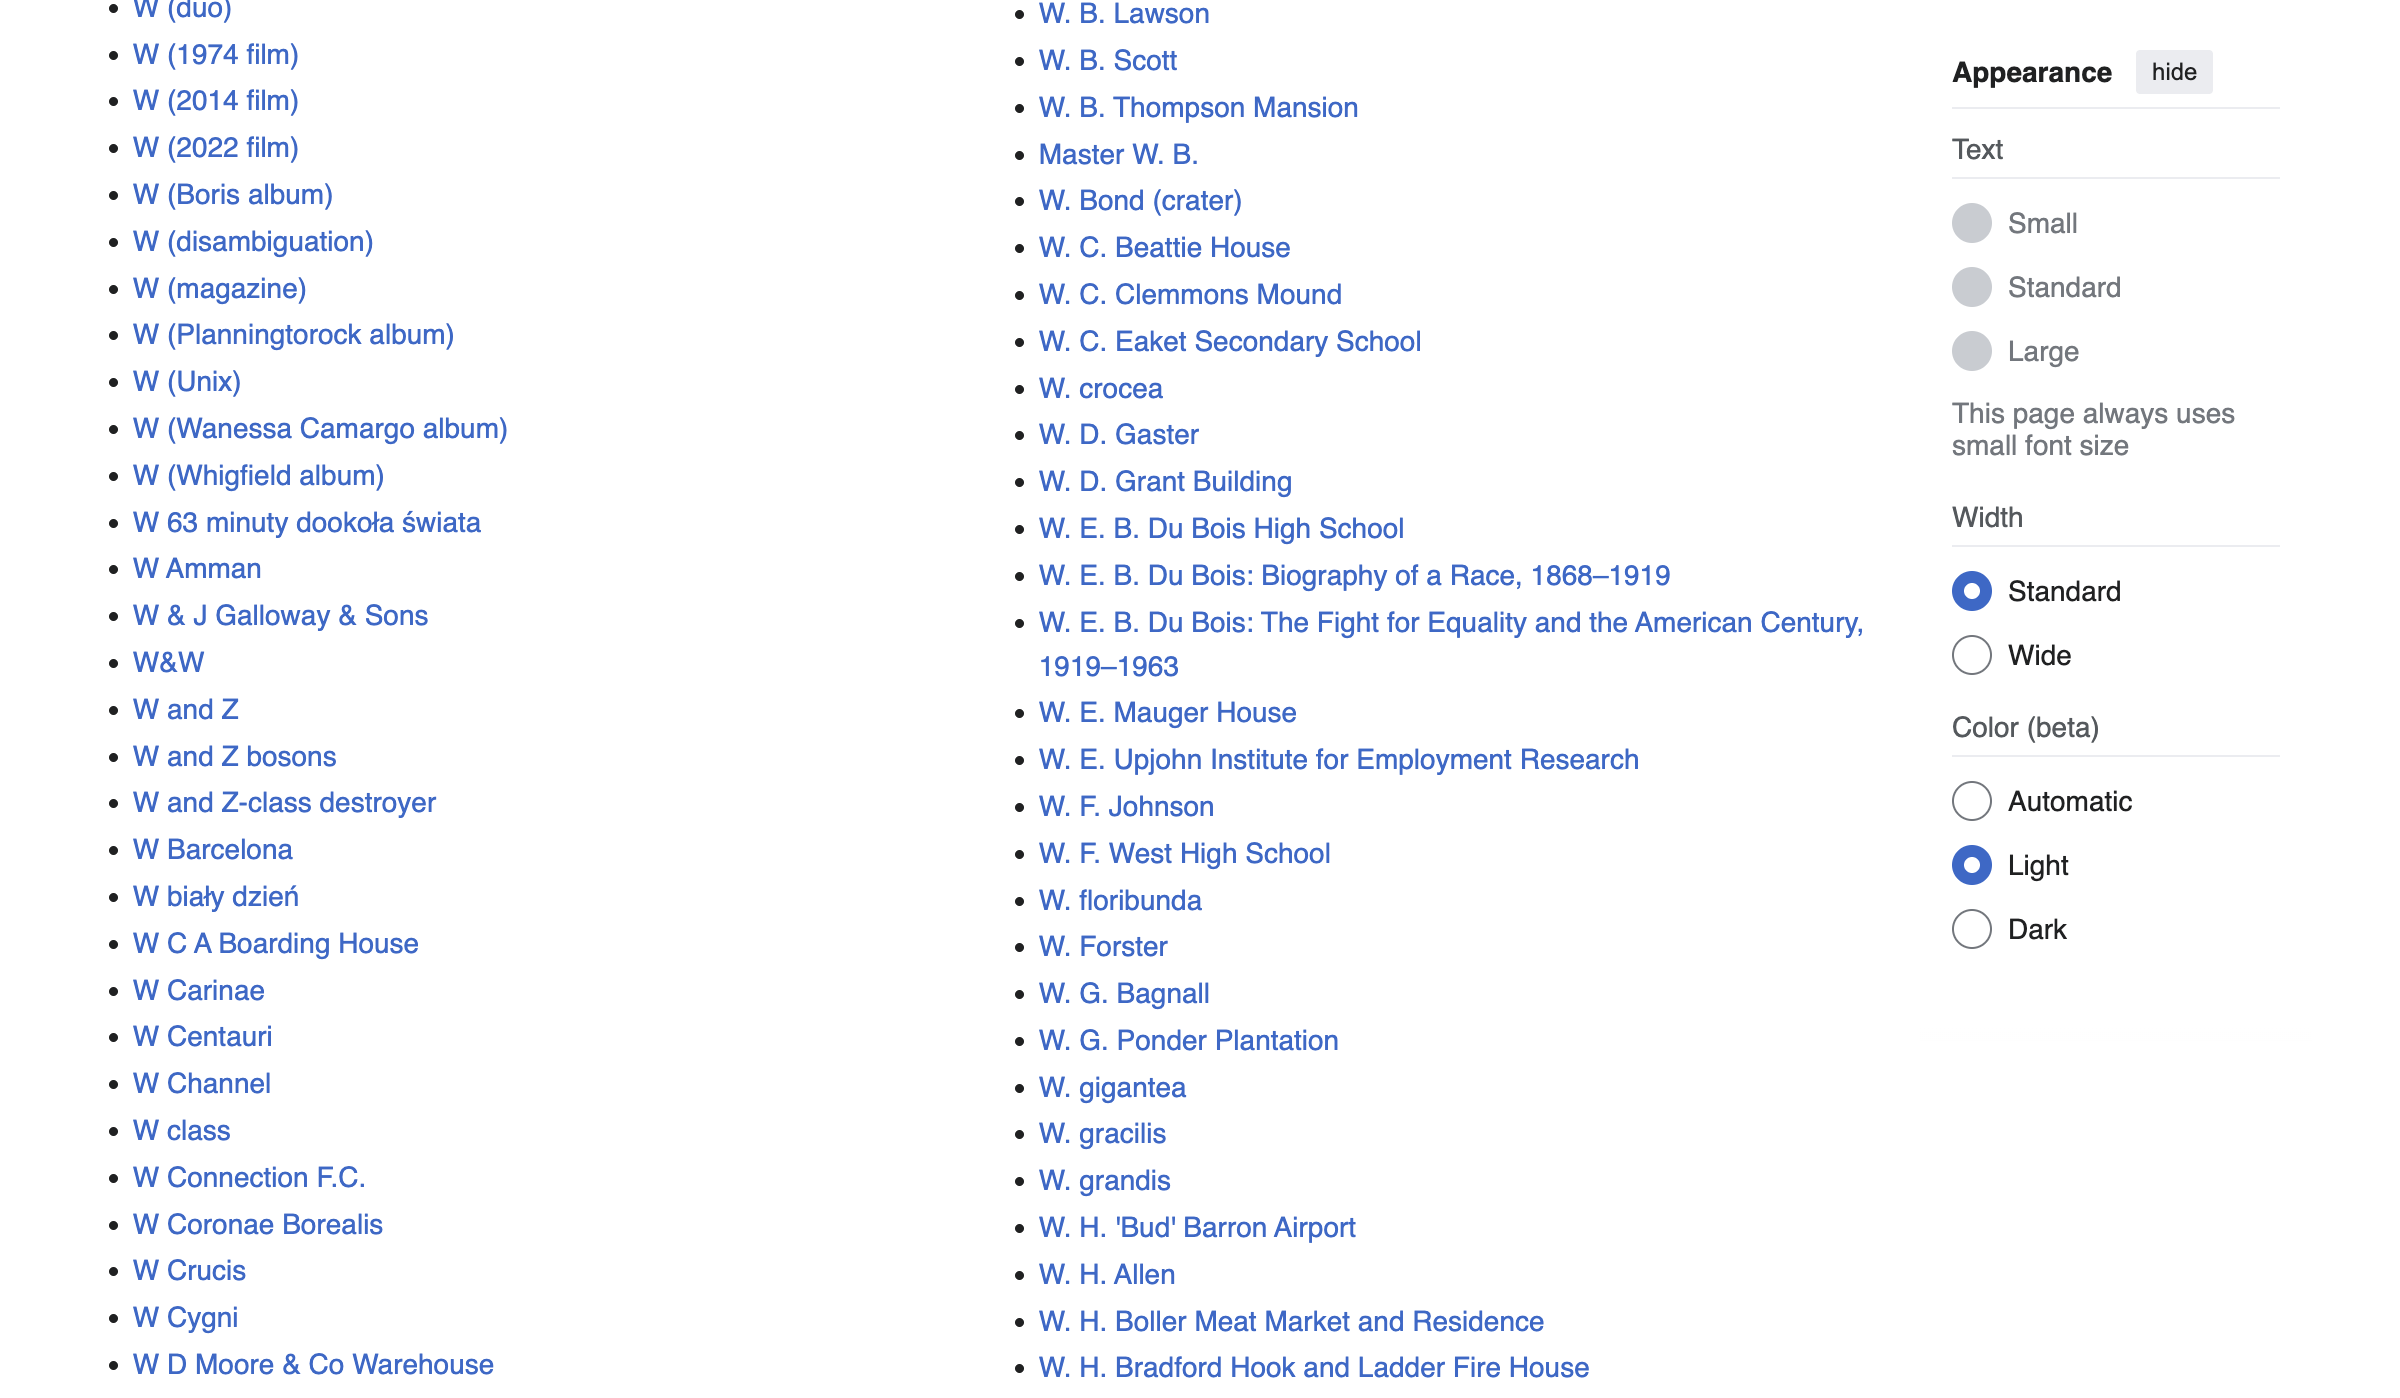 W (duo)
W (1974 film)
W (2014 film)
W (2022 film)
W (Boris album)
W (disambiguation)
W (magazine)
W (Planningtorock album)
W (Unix)
W (Wanessa Camargo album)
W (Whigfield album)
W 63 minuty dookoła świata
W Amman
W & J Galloway & Sons
W&W
W and Z
W and Z bosons
W and Z-class destroyer
W Barcelona
W biały dzień
W C A Boarding House
W Carinae
W Centauri
W Channel
W class
W Connection F.C.
W Coronae Borealis
W Crucis
W Cygni
W D Moore & Co Warehouse
W. B. Lawson
W. B. Scott
W. B. Thompson Mansion
Master W. B.
W. Bond (crater)
W. C. Beattie House
W. C. Clemmons Mound
W. C. Eaket Secondary School
W. crocea
W. D. Gaster
W. D. Grant Building
W. E. B. Du Bois High School
W. E. B. Du Bois: Biography of a Race, 1868–1919
W. E. B. Du Bois: The Fight for Equality and the American Century,
1919–1963
W. E. Mauger House
W. E. Upjohn Institute for Employment Research
W. F. Johnson
W. F. West High School
W. floribunda
W. Forster
W. G. Bagnall
W. G. Ponder Plantation
W. gigantea
W. gracilis
W. grandis
W. H. 'Bud' Barron Airport
W. H. Allen
W. H. Boller Meat Market and Residence
W. H. Bradford Hook and Ladder Fire House
Appearance hide
Text
Small
Standard
Large
This page always uses
small font size
Width
Standard
Wide
Color (beta)
Automatic
Light
Dark